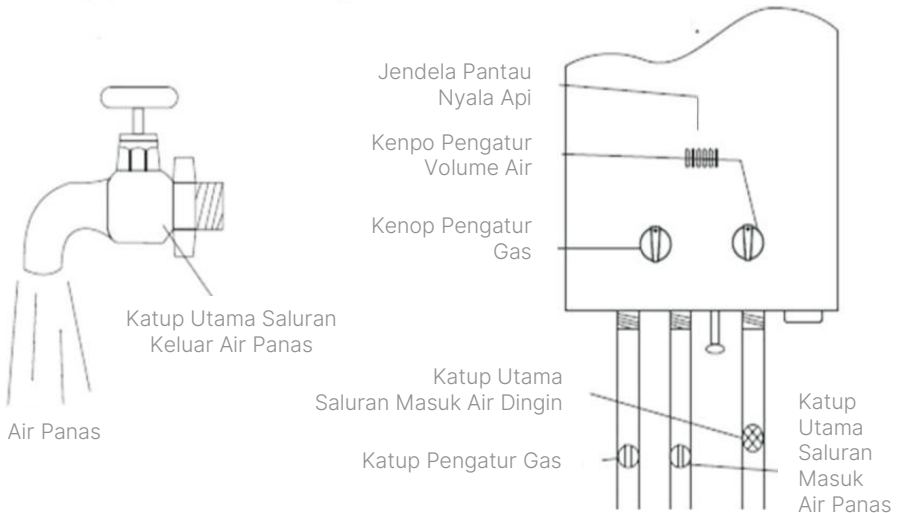 Jendela Pantau
Nyala Api
Kenpo Pengatur
Volume Air
Kenop Pengatur
Gas
Katup Utama Saluran
Keluar Air Panas
Air Panas
Katup Utama
Saluran Masuk Air Dingin
Katup Pengatur Gas
Katup
Utama
Saluran
Masuk
Air Panas